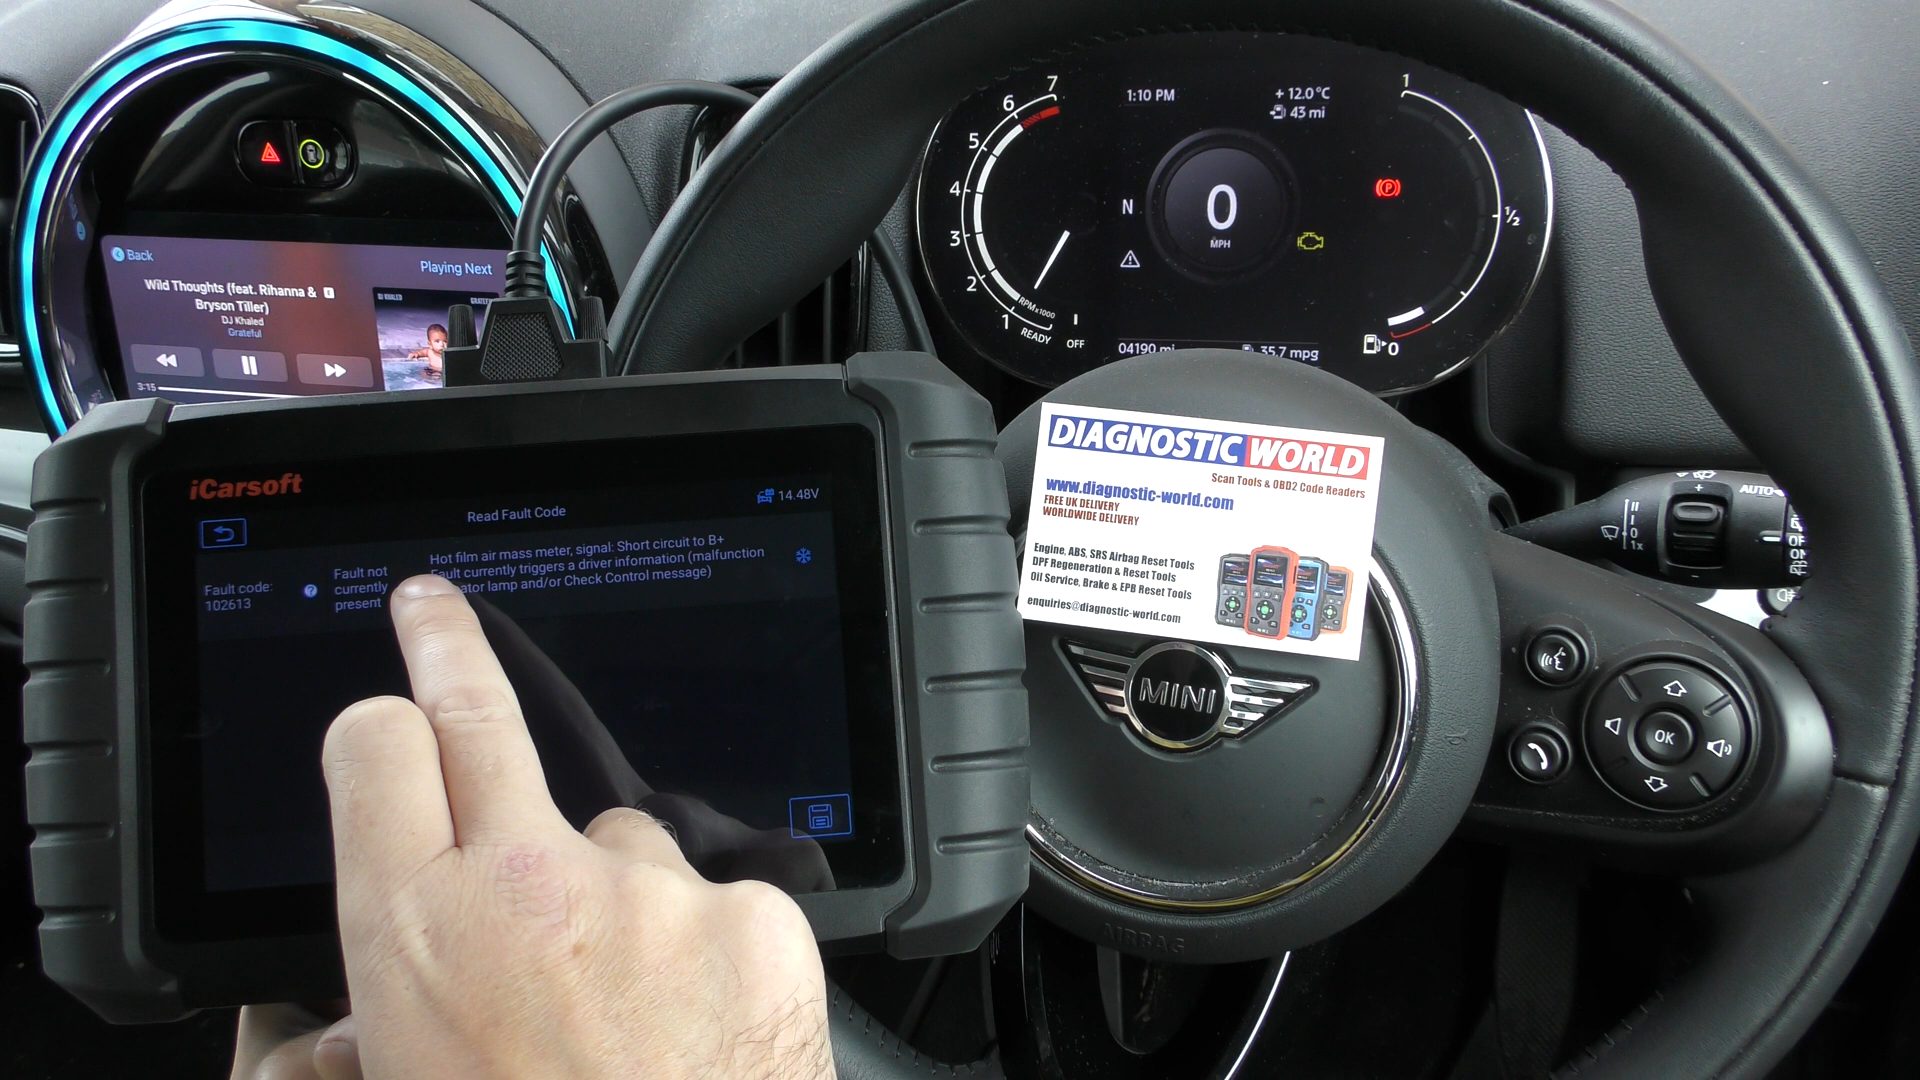 Back
Playing Next
Wild Thoughts (feat. Rihanna & E
Bryson Tiller)
DJ Khaled
Grateful
3:15
DJ KHALED
iCarsoft
14.48V
Read Fault Code
Fault code:
102613
Fault not
currently
present
Hot film air mass meter, signal: Short circuit to B+
Fault currently triggers a driver information (malfunction
lamp and/or Check Control message)
1:10 PM
+ 12.0°C
43 mi
7
6
5
4
3
2
1
RPMx1000
READY
OFF
N
0
MPH
04190 mi
35.7 mpg
1
1/2
0
P
DIAGNOSTIC WORLD
Scan Tools & OBD2 Code Readers
www.diagnostic-world.com
FREE UK DELIVERY
WORLDWIDE DELIVERY
Engine, ABS, SRS Airbag Reset Tools
DPF Regeneration & Reset Tools
Oil Service, Brake & EPB Reset Tools
enquiries@diagnostic-world.com
MINI
AIRBAG
OK
AUTO
II
I
0
1x